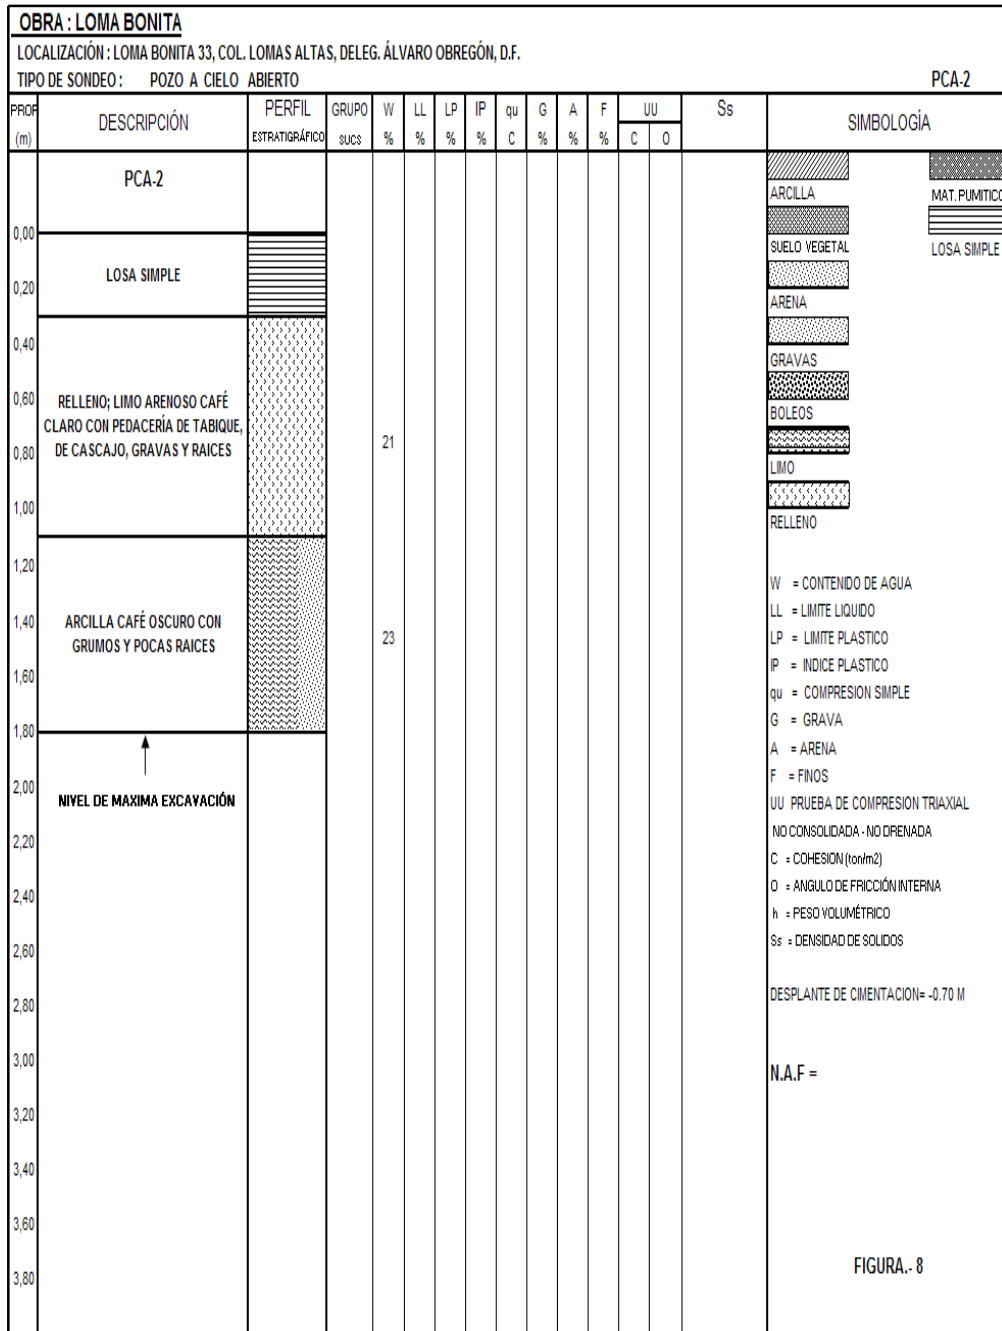 OBRA : LOMA BONITA
LOCALIZACIÓN : LOMA BONITA 33, COL. LOMAS ALTAS, DELEG. ÁLVARO OBREGÓN, D.F.
TIPO DE SONDEO : POZO A CIELO ABIERTO PCA-2
PROF (m) DESCRIPCIÓN PERFIL ESTRATIGRÁFICO GRUPO SUCS W % LL % LP % IP % qu C G % A % F % UU C O Ss SIMBOLOGÍA
PCA-2
0,00
LOSA SIMPLE
0,20
0,40
0,60
RELLENO; LIMO ARENOSO CAFÉ
CLARO CON PEDACERÍA DE TABIQUE,
DE CASCAJO, GRAVAS Y RAICES
21
0,80
1,00
1,20
1,40
ARCILLA CAFÉ OSCURO CON
GRUMOS Y POCAS RAICES
23
1,60
1,80
2,00
NIVEL DE MAXIMA EXCAVACIÓN
2,20
2,40
2,60
2,80
3,00
3,20
3,40
3,60
3,80
ARCILLA
MAT. PUMITICO
SUELO VEGETAL
LOSA SIMPLE
ARENA
GRAVAS
BOLEOS
LIMO
RELLENO
W = CONTENIDO DE AGUA
LL = LIMITE LIQUIDO
LP = LIMITE PLASTICO
IP = INDICE PLASTICO
qu = COMPRESION SIMPLE
G = GRAVA
A = ARENA
F = FINOS
UU PRUEBA DE COMPRESION TRIAXIAL
NO CONSOLIDADA - NO DRENADA
C = COHESION (ton/m2)
O = ANGULO DE FRICCIÓN INTERNA
h = PESO VOLUMÉTRICO
Ss = DENSIDAD DE SOLIDOS
DESPLANTE DE CIMENTACION= -0.70 M
N.A.F =
FIGURA.- 8